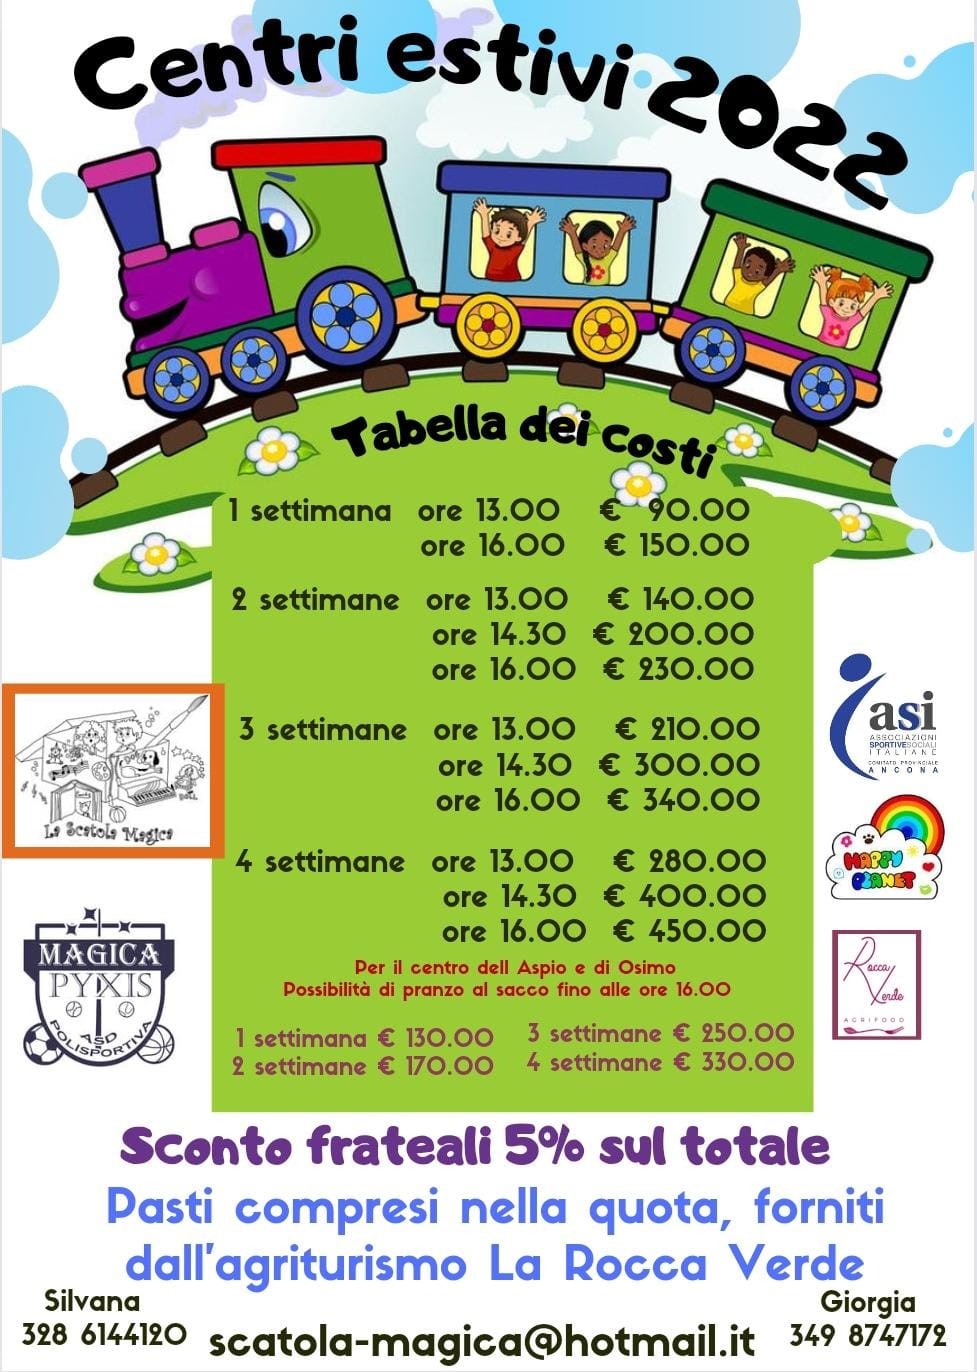 Centri estivi 2022
Tabella dei costi
1 settimana ore 13.00 € 90.00
ore 16.00 € 150.00
2 settimane ore 13.00 € 140.00
ore 14.30 € 200.00
ore 16.00 € 230.00
3 settimane ore 13.00 € 210.00
ore 14.30 € 300.00
ore 16.00 € 340.00
4 settimane ore 13.00 € 280.00
ore 14.30 € 400.00
ore 16.00 € 450.00
Per il centro dell Aspio e di Osimo
Possibilità di pranzo al sacco fino alle ore 16.00
1 settimana € 130.00
2 settimane € 170.00
3 settimane € 250.00
4 settimane € 330.00
La Scatola Magica
MAGICA
PYXIS
ASD
POLISPORTIVA
asi
ASSOCIAZIONI
SPORTIVESOCIALI
ITALIANE
COMITATO PROVINCIALE
ANCONA
HAPPY
PLANET
Rocca
Verde
AGRIFOOD
Sconto frateali 5% sul totale
Pasti compresi nella quota, forniti
dall'agriturismo La Rocca Verde
Silvana
328 6144120
scatola-magica@hotmail.it
Giorgia
349 8747172